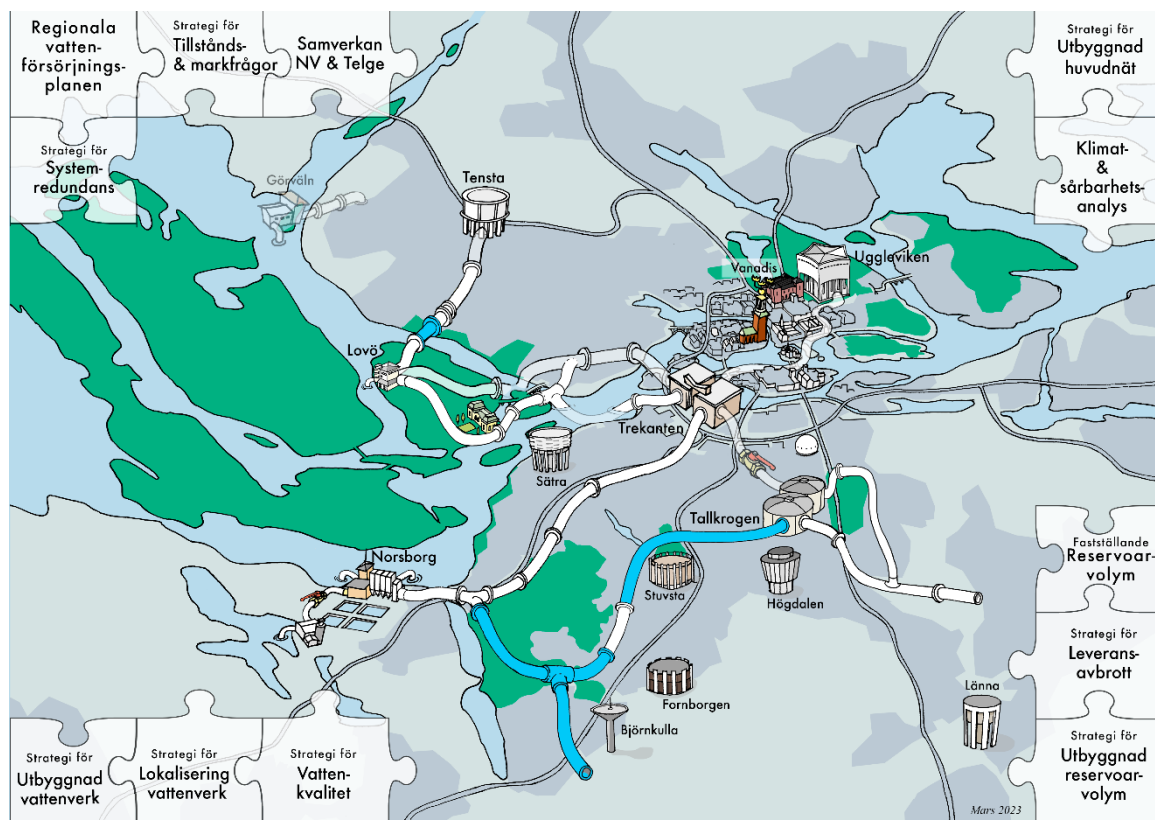 Regionala
vatten-
försörjnings-
planen
Strategi för
Tillstånds-
& markfrågor
Samverkan
NV & Telge
Strategi för
Utbyggnad
huvudnät
Strategi för
System-
redundans
Klimat-
&
sårbarhets-
analys
Görväln
Tensta
Vanadis
Uggleviken
Lovö
Trekanten
Sätra
Tallkrogen
Norsborg
Stuvsta
Högdalen
Fastställande
Reservoar-
volym
Strategi för
Leverans-
avbrott
Fornborgen
Länna
Björnkulla
Strategi för
Utbyggnad
vattenverk
Strategi för
Lokalisering
vattenverk
Strategi för
Vatten-
kvalitet
Strategi för
Utbyggnad
reservoar-
volym
Mars 2023